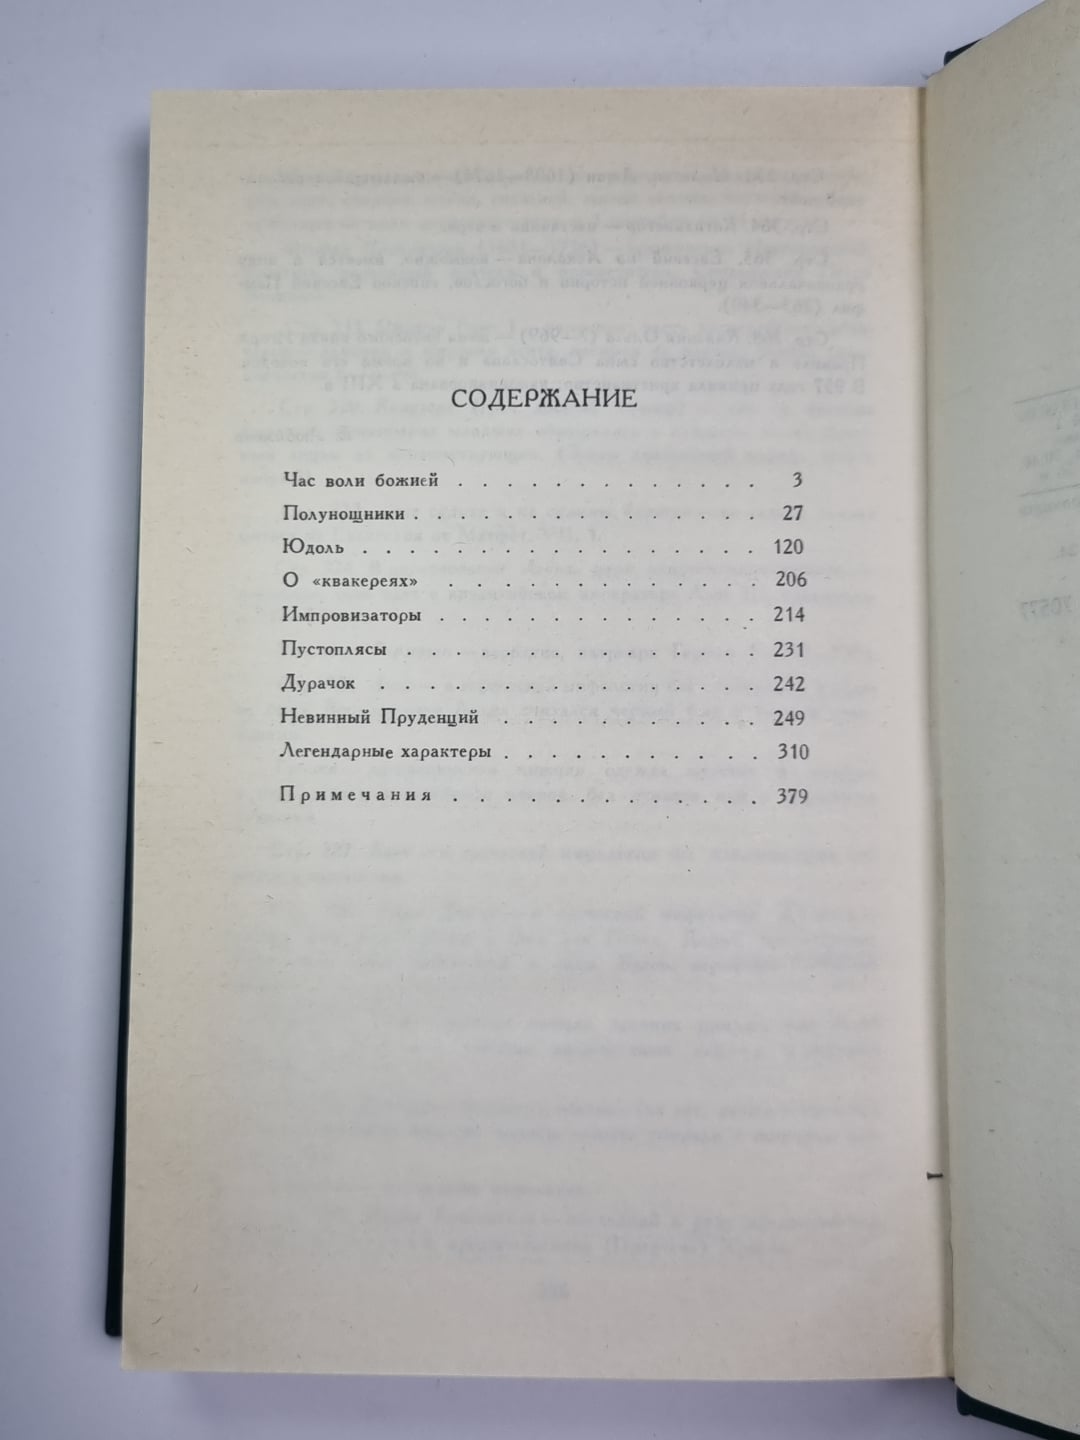 СОДЕРЖАНИЕ
Час воли божией . . . . . . . . . . . . . 3
Полунощники . . . . . . . . . . . . . . . 27
Юдоль . . . . . . . . . . . . . . . . . 120
О «квакереях» . . . . . . . . . . . . . 206
Импровизаторы . . . . . . . . . . . . . . 214
Пустоплясы . . . . . . . . . . . . . . . 231
Дурачок . . . . . . . . . . . . . . . . 242
Невинный Пруденций . . . . . . . . . . . 249
Легендарные характеры . . . . . . . . . . . 310
Примечания . . . . . . . . . . . . . 379